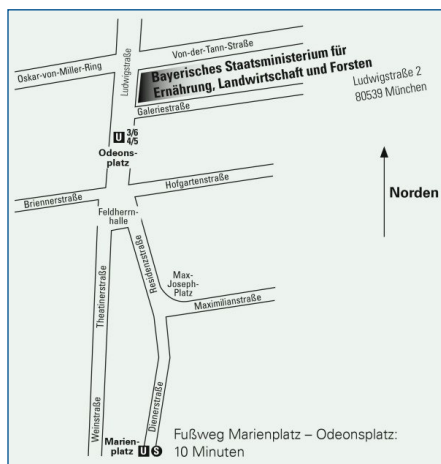 Oskar-von-Miller-Ring
Ludwigstraße
Von-der-Tann-Straße
Bayerisches Staatsministerium für
Ernährung, Landwirtschaft und Forsten
Ludwigstraße 2
80539 München
Galeriestraße
U 3/6
4/5
Odeons-
platz
Norden
Briennerstraße
Hofgartenstraße
Feldherrn-
halle
Theatinerstraße
Residenzstraße
Max-
Joseph-
Platz
Maximilianstraße
Weinstraße
Dienerstraße
Marien-
platz U S
Fußweg Marienplatz – Odeonsplatz:
10 Minuten